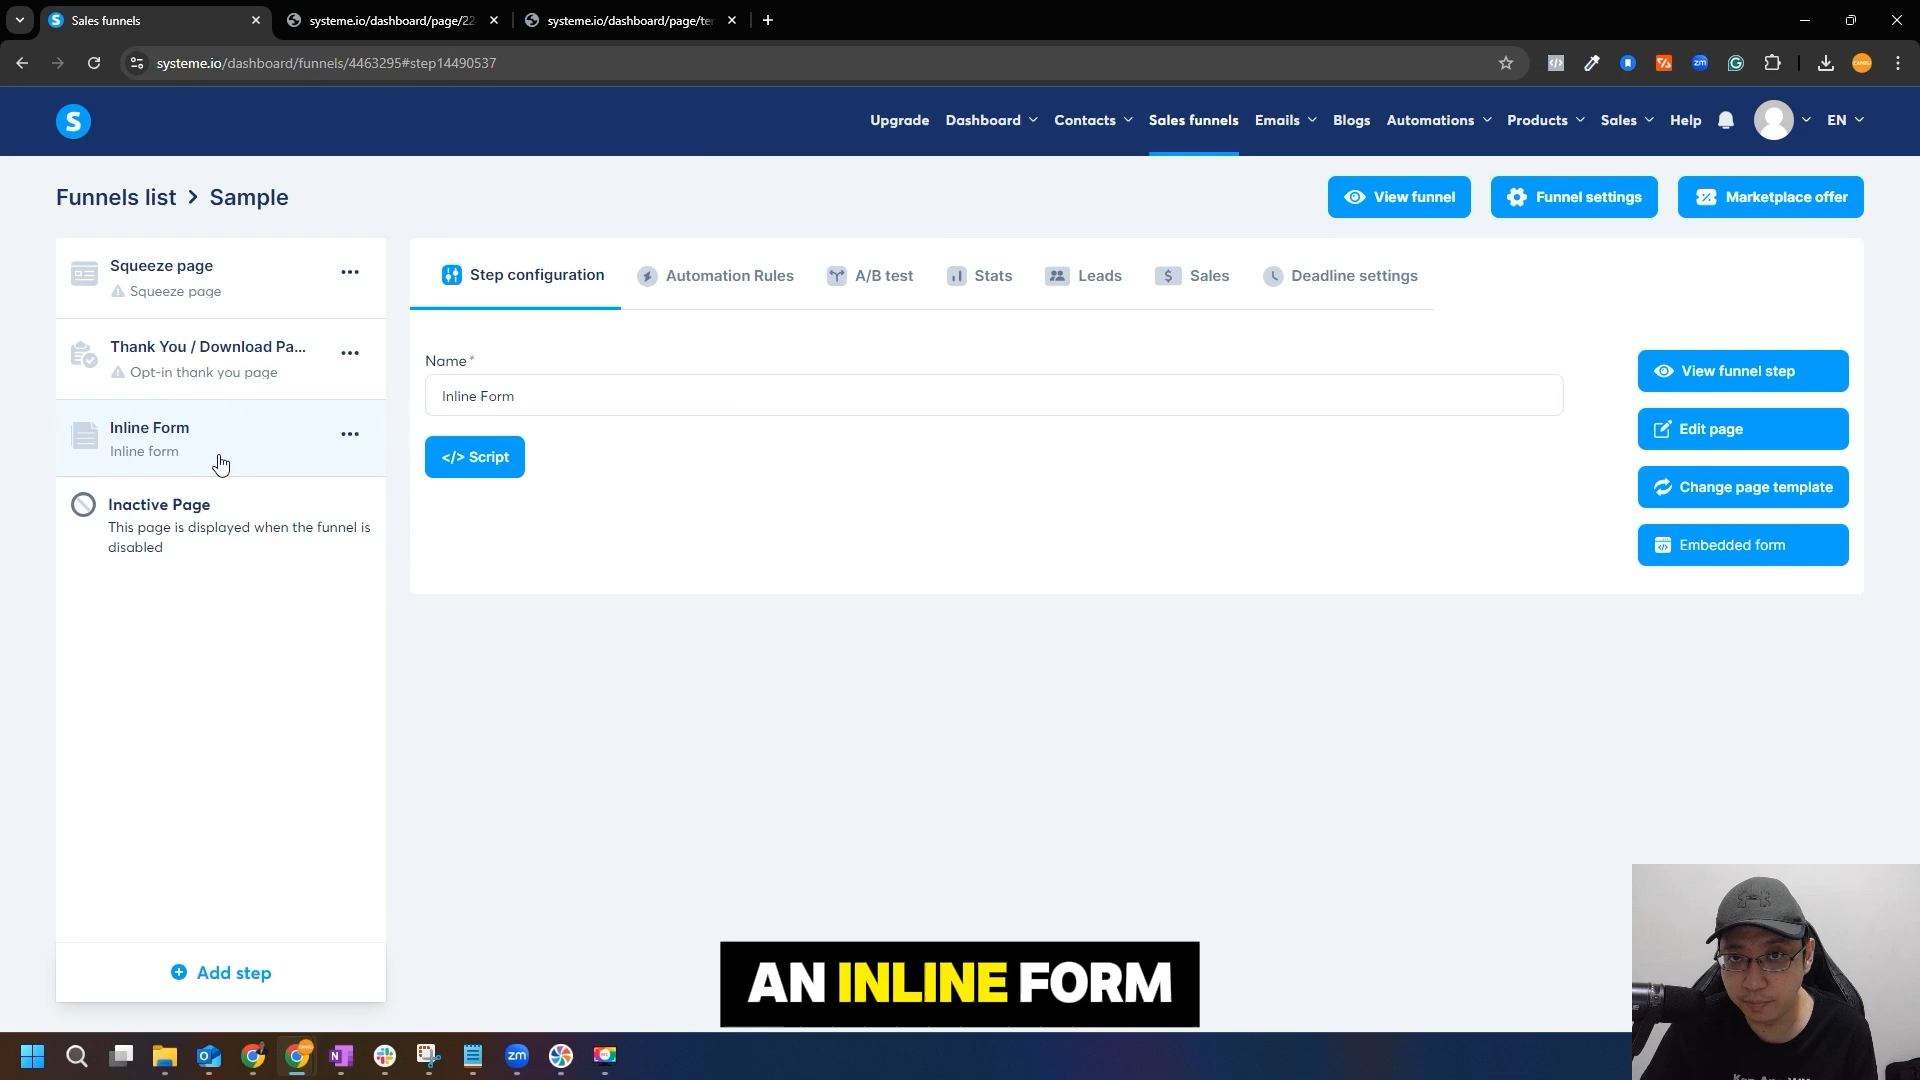 Sales funnels
systeme.io/dashboard/page/22
systeme.io/dashboard/page/ter
systeme.io/dashboard/funnels/4463295#step14490537
S
Upgrade
Dashboard
Contacts
Sales funnels
Emails
Blogs
Automations
Products
Sales
Help
EN
Funnels list > Sample
View funnel
Funnel settings
Marketplace offer
Squeeze page
Squeeze page
Thank You / Download Pa...
Opt-in thank you page
Inline Form
Inline form
Inactive Page
This page is displayed when the funnel is
disabled
Add step
Step configuration
Automation Rules
A/B test
Stats
Leads
Sales
Deadline settings
Name*
Inline Form
</> Script
View funnel step
Edit page
Change page template
Embedded form
AN INLINE FORM